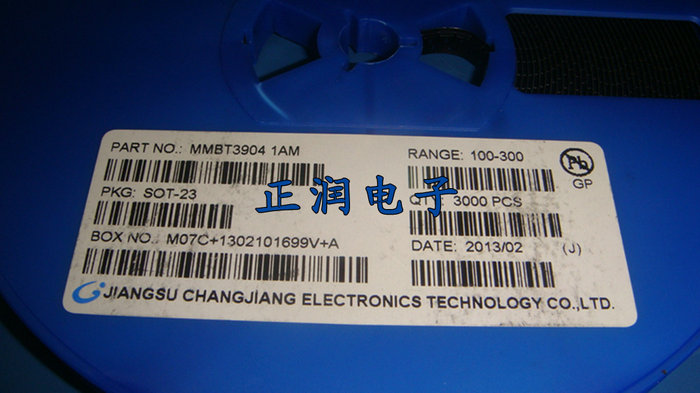 PART NO.: MMBT3904 1AM
RANGE: 100-300
Pb
GP
PKG: SOT-23
QTY: 3000 PCS
正润电子
BOX NO.: M07C+1302101699V+A
DATE: 2013/02 (J)
JIANGSU CHANGJIANG ELECTRONICS TECHNOLOGY CO.,LTD.